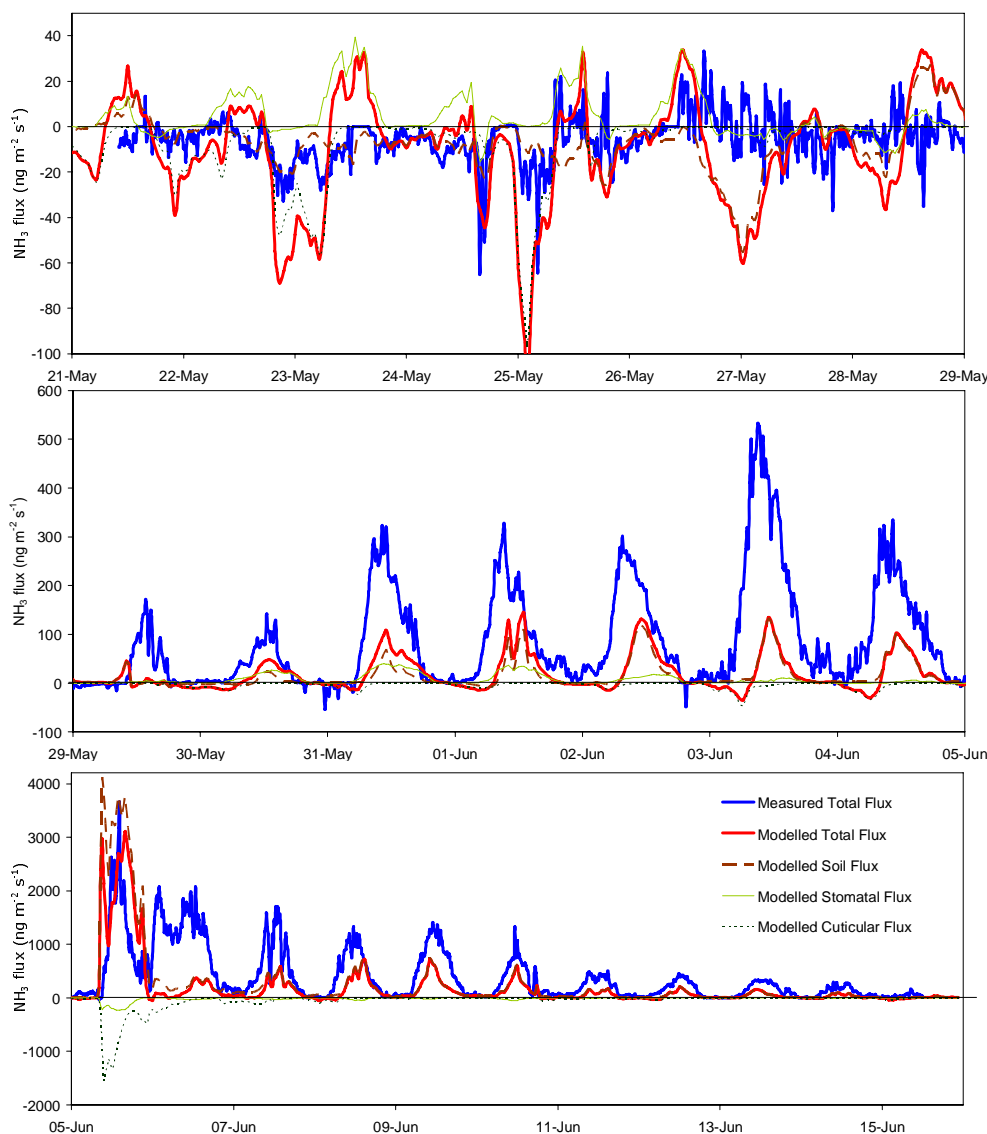 NH₃ flux (ng m⁻² s⁻¹)
40
20
0
-20
-40
-60
-80
-100
21-May 22-May 23-May 24-May 25-May 26-May 27-May 28-May 29-May
NH₃ flux (ng m⁻² s⁻¹)
600
500
400
300
200
100
0
-100
29-May 30-May 31-May 01-Jun 02-Jun 03-Jun 04-Jun 05-Jun
NH₃ flux (ng m⁻² s⁻¹)
4000
3000
2000
1000
0
-1000
-2000
Measured Total Flux
Modelled Total Flux
Modelled Soil Flux
Modelled Stomatal Flux
Modelled Cuticular Flux
05-Jun 07-Jun 09-Jun 11-Jun 13-Jun 15-Jun